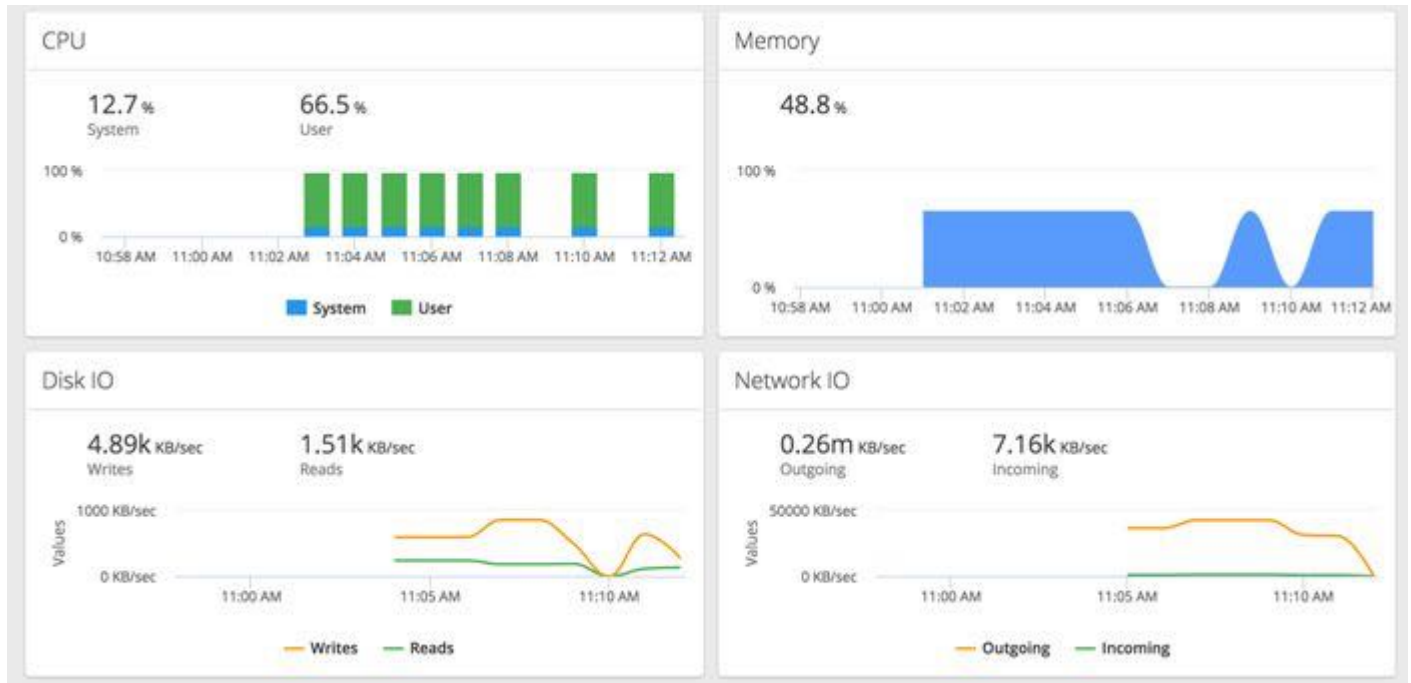 CPU
12.7 %
System
66.5 %
User
100 %
0 %
10:58 AM 11:00 AM 11:02 AM 11:04 AM 11:06 AM 11:08 AM 11:10 AM 11:12 AM
System User
Memory
48.8 %
100 %
0 %
10:58 AM 11:00 AM 11:02 AM 11:04 AM 11:06 AM 11:08 AM 11:10 AM 11:12 AM
Disk IO
4.89k KB/sec
Writes
1.51k KB/sec
Reads
Values
1000 KB/sec
0 KB/sec
11:00 AM 11:05 AM 11:10 AM
Writes Reads
Network IO
0.26m KB/sec
Outgoing
7.16k KB/sec
Incoming
Values
50000 KB/sec
0 KB/sec
11:00 AM 11:05 AM 11:10 AM
Outgoing Incoming